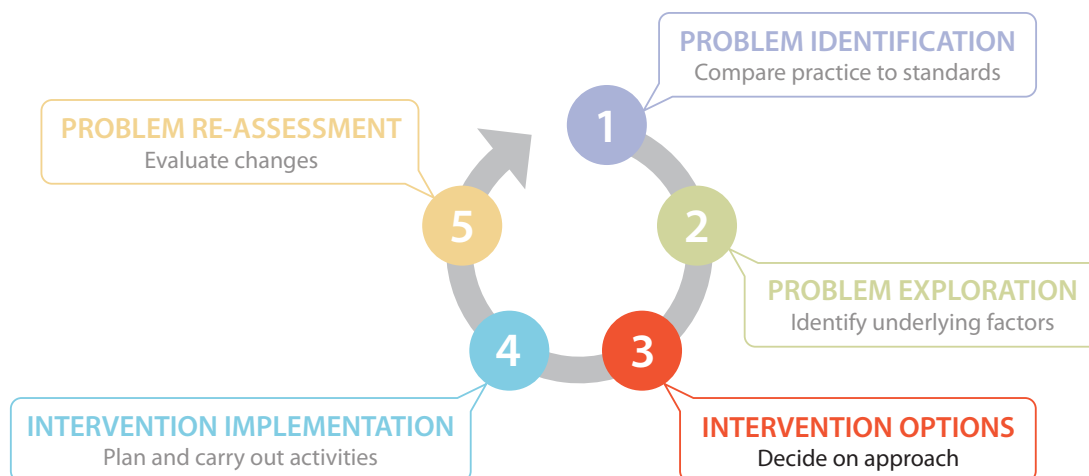 PROBLEM IDENTIFICATION
Compare practice to standards
1
PROBLEM RE-ASSESSMENT
Evaluate changes
5
2
PROBLEM EXPLORATION
Identify underlying factors
4
3
INTERVENTION IMPLEMENTATION
Plan and carry out activities
INTERVENTION OPTIONS
Decide on approach